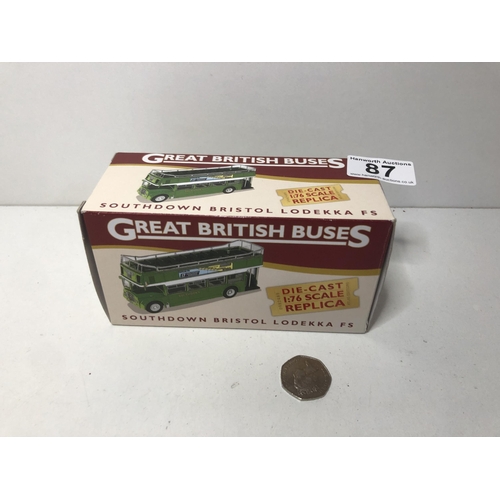 GREAT BRITISH BUSES
Hanworth Auctions
87
DIE-CAST
1:76 SCALE
REPLICA
SOUTHDOWN BRISTOL LODEKKA FS
GREAT BRITISH BUSES
DIE-CAST
1:76 SCALE
REPLICA
SOUTHDOWN BRISTOL LODEKKA FS